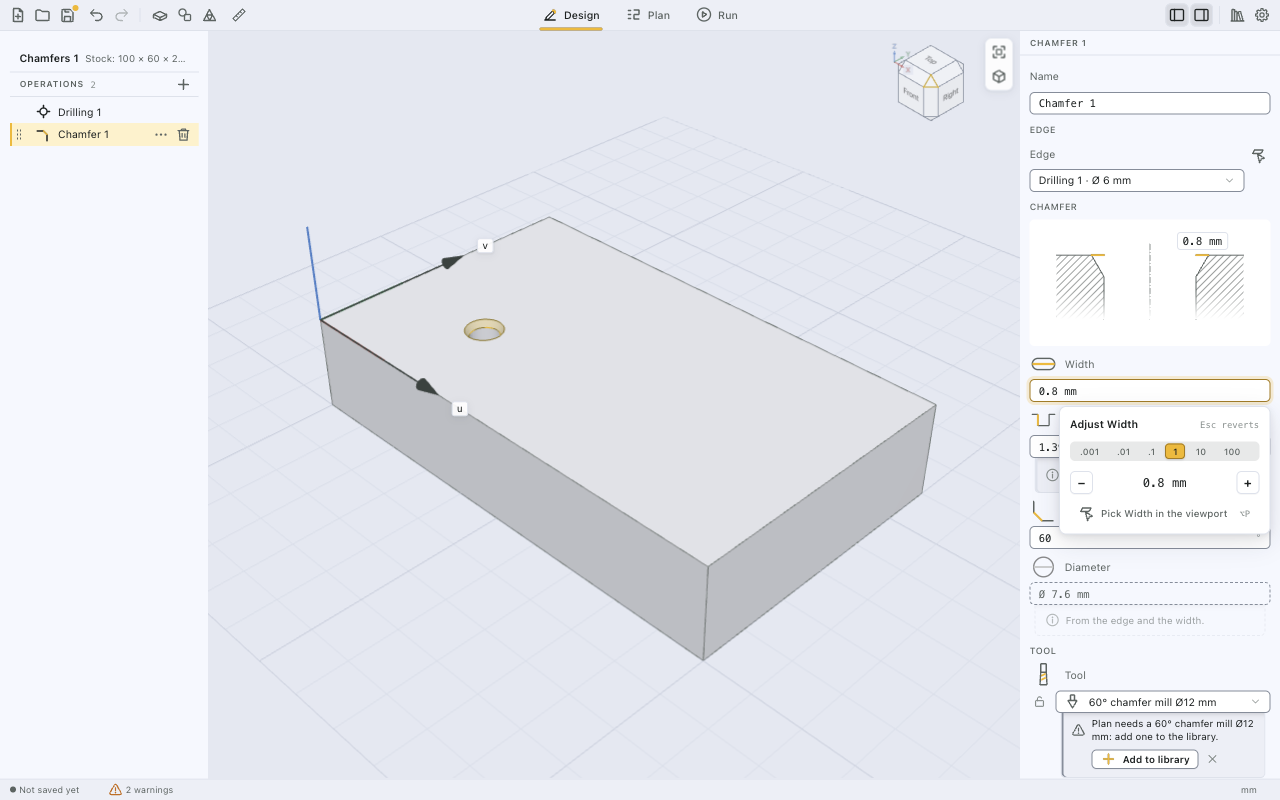 Design
Plan
Run
Chamfers 1
Stock: 100 × 60 × 2...
OPERATIONS 2
Drilling 1
Chamfer 1
Z
Top
Front
Right
v
u
CHAMFER 1
Name
Chamfer 1
EDGE
Edge
Drilling 1 · Ø 6 mm
CHAMFER
0.8 mm
Width
0.8 mm
Adjust Width
Esc reverts
.001 .01 .1 1 10 100
− 0.8 mm +
Pick Width in the viewport ⌥P
60 °
Diameter
Ø 7.6 mm
From the edge and the width.
TOOL
Tool
60° chamfer mill Ø12 mm
Plan needs a 60° chamfer mill Ø12
mm: add one to the library.
Add to library
Not saved yet
2 warnings
mm